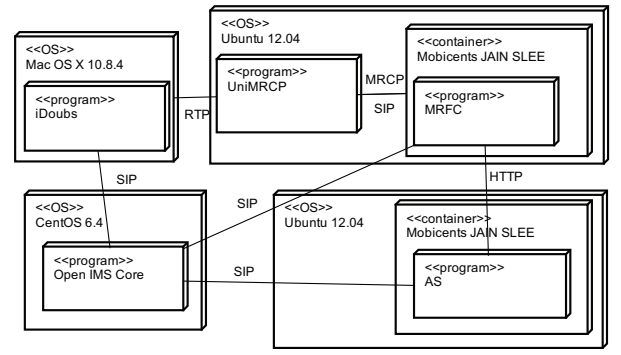 <<OS>>
Mac OS X 10.8.4
<<program>>
iDoubs
RTP
<<OS>>
Ubuntu 12.04
<<program>>
UniMRCP
MRCP
SIP
<<container>>
Mobicents JAIN SLEE
<<program>>
MRFC
SIP
SIP
HTTP
<<OS>>
CentOS 6.4
<<program>>
Open IMS Core
SIP
<<OS>>
Ubuntu 12.04
<<container>>
Mobicents JAIN SLEE
<<program>>
AS